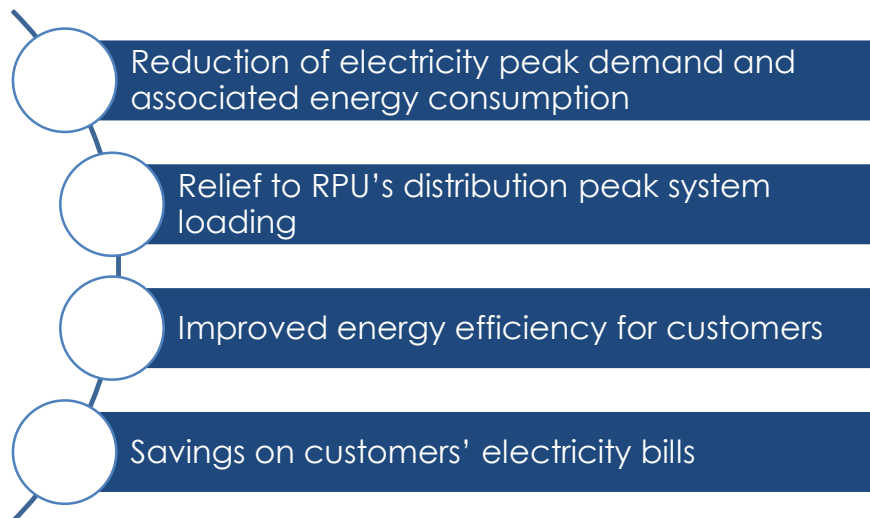 Reduction of electricity peak demand and
associated energy consumption
Relief to RPU’s distribution peak system
loading
Improved energy efficiency for customers
Savings on customers’ electricity bills